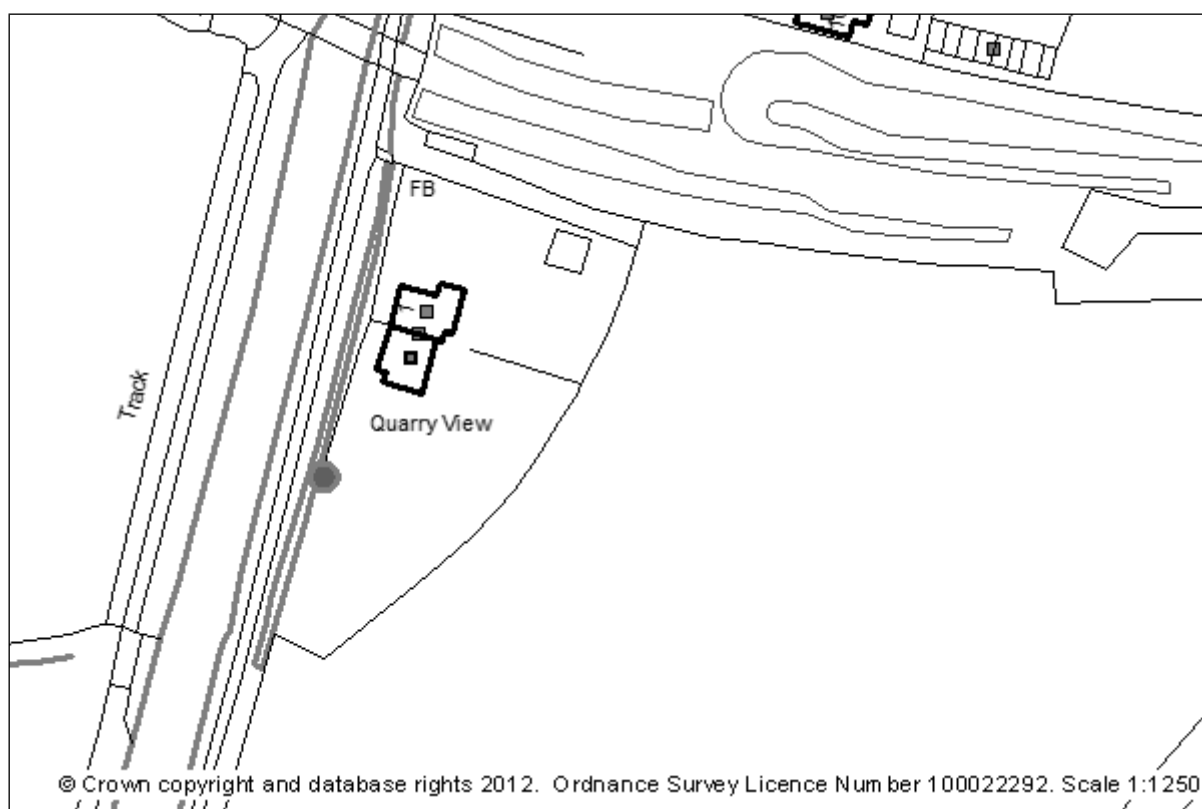 FB
Track
Quarry View
© Crown copyright and database rights 2012. Ordnance Survey Licence Number 100022292. Scale 1:1250